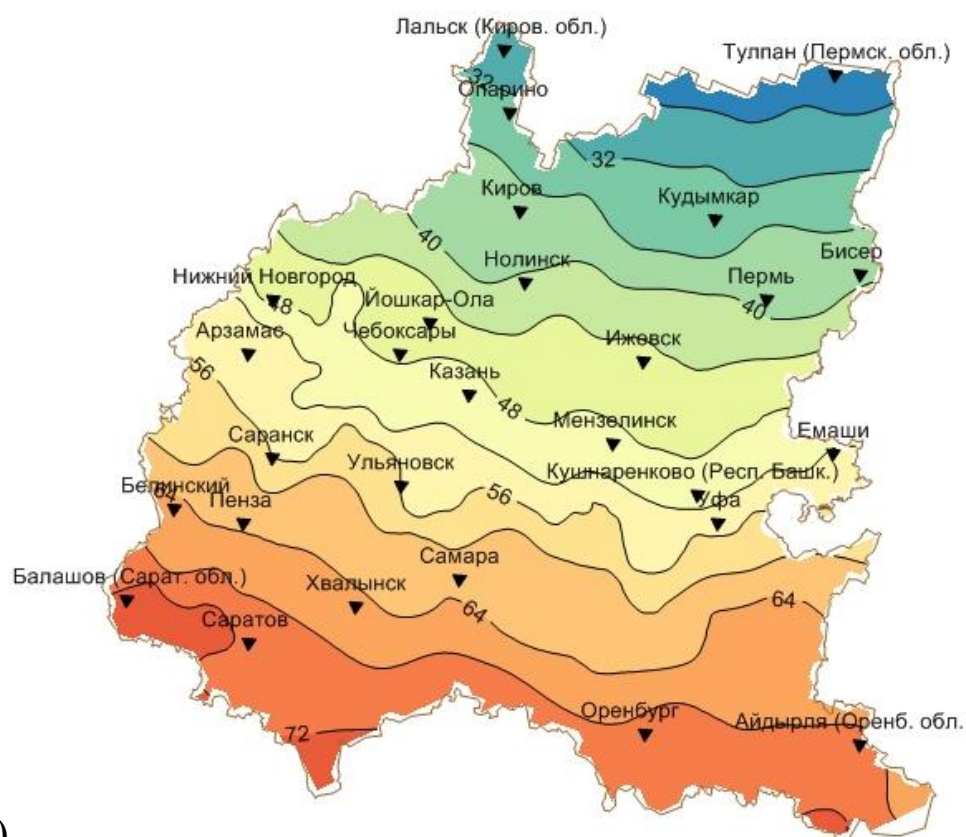 Лальск (Киров. обл.)
Тулпан (Пермск. обл.)
32
Опарино
32
Киров
Кудымкар
40
Нолинск
Бисер
Пермь
40
Нижний Новгород
48
Йошкар-Ола
Арзамас
Чебоксары
Ижевск
56
Казань
48
Мензелинск
Саранск
Емаши
Ульяновск
Кушнаренково (Респ. Башк.)
56
Белинский
64
Пенза
Уфа
Самара
Балашов (Сарат. обл.)
Хвалынск
64
64
Саратов
Оренбург
Айдырля (Оренб. обл.
72
)